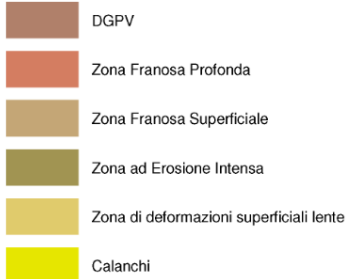 DGPV
Zona Franosa Profonda
Zona Franosa Superficiale
Zona ad Erosione Intensa
Zona di deformazioni superficiali lente
Calanchi